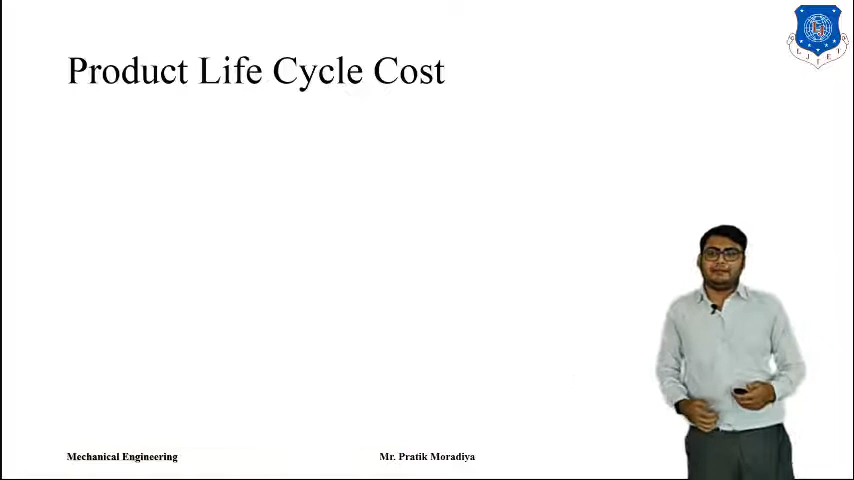 Product Life Cycle Cost
Mechanical Engineering
Mr. Pratik Moradiya